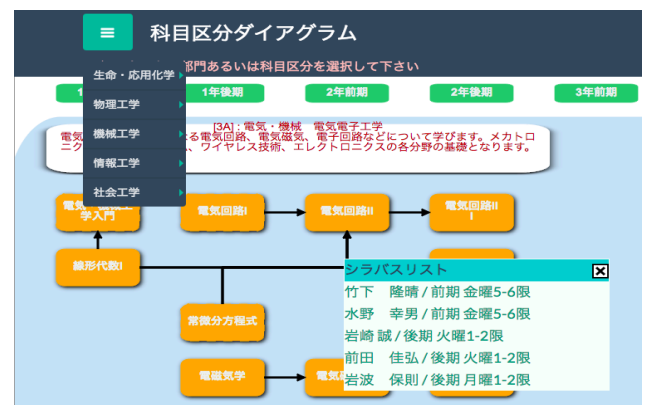 科目区分ダイアグラム
部門あるいは科目区分を選択して下さい
生命・応用化学
物理工学
機械工学
情報工学
社会工学
1年後期
2年前期
2年後期
3年前期
[3A] : 電気・機械 電気電子工学
る電気回路、電磁気、電子回路などについて学びます。メカトロ
ニク
、ワイヤレス技術、エレクトロニクスの各分野の基礎となります。
学入門
電気回路I
電気回路II
電気回路II
I
線形代数I
常微分方程式
電磁気学
シラバスリスト
竹下 隆晴 / 前期 金曜5-6限
水野 幸男 / 前期 金曜5-6限
岩崎 誠 / 後期 火曜1-2限
前田 佳弘 / 後期 火曜1-2限
岩波 保則 / 後期 月曜1-2限